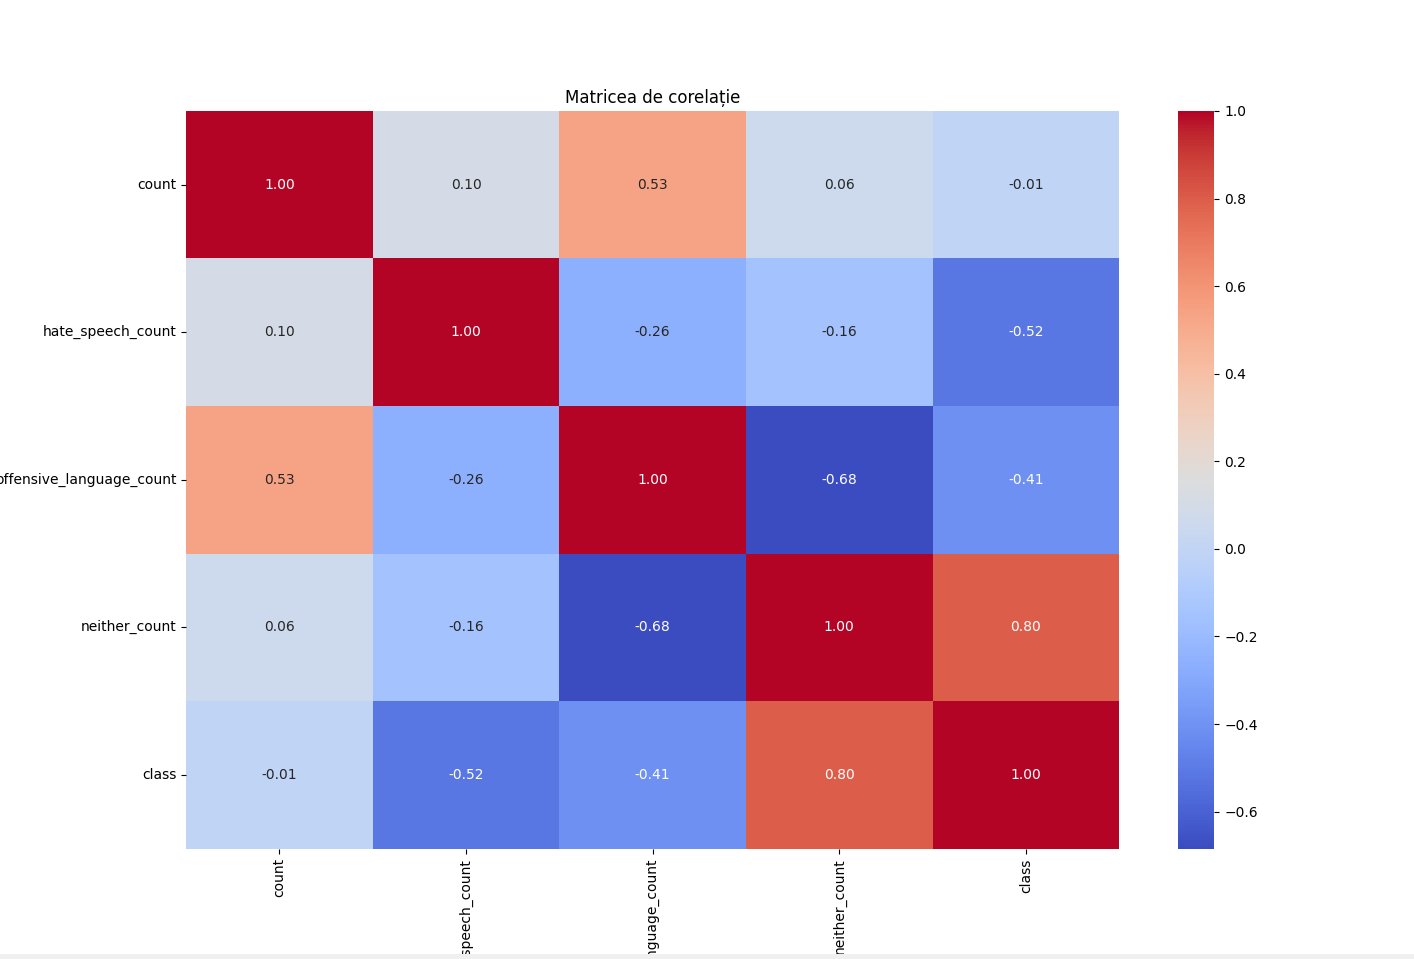 Matricea de corelație
count 1.00 0.10 0.53 0.06 -0.01
hate_speech_count 0.10 1.00 -0.26 -0.16 -0.52
offensive_language_count 0.53 -0.26 1.00 -0.68 -0.41
neither_count 0.06 -0.16 -0.68 1.00 0.80
class -0.01 -0.52 -0.41 0.80 1.00
count
speech_count
nguage_count
neither_count
class
1.0
0.8
0.6
0.4
0.2
0.0
−0.2
−0.4
−0.6